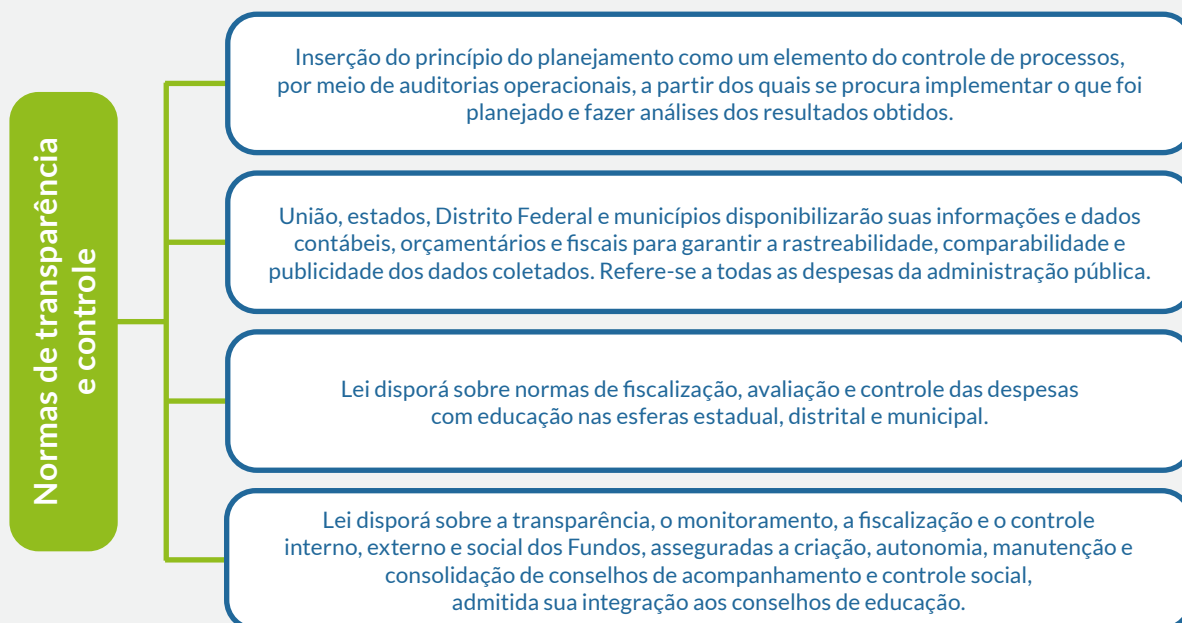 Normas de transparência
e controle
Inserção do princípio do planejamento como um elemento do controle de processos,
por meio de auditorias operacionais, a partir dos quais se procura implementar o que foi
planejado e fazer análises dos resultados obtidos.
União, estados, Distrito Federal e municípios disponibilizarão suas informações e dados
contábeis, orçamentários e fiscais para garantir a rastreabilidade, comparabilidade e
publicidade dos dados coletados. Refere-se a todas as despesas da administração pública.
Lei disporá sobre normas de fiscalização, avaliação e controle das despesas
com educação nas esferas estadual, distrital e municipal.
Lei disporá sobre a transparência, o monitoramento, a fiscalização e o controle
interno, externo e social dos Fundos, asseguradas a criação, autonomia, manutenção e
consolidação de conselhos de acompanhamento e controle social,
admitida sua integração aos conselhos de educação.